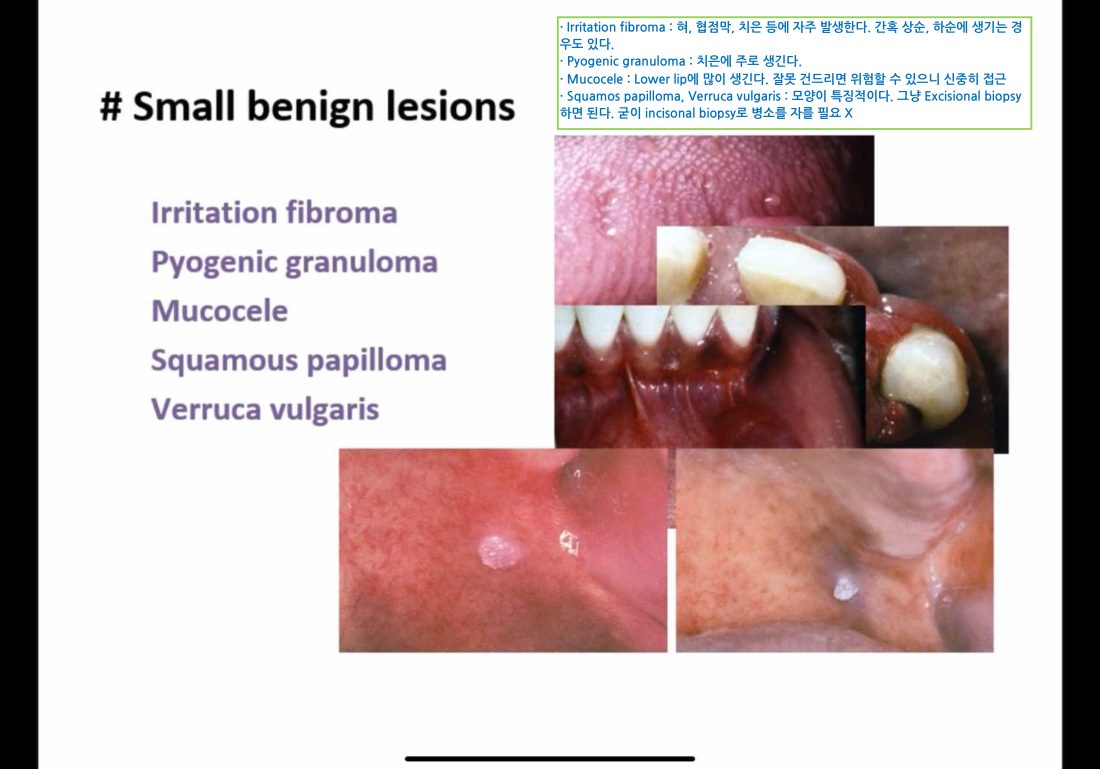 · Irritation fibroma : 혀, 협점막, 치은 등에 자주 발생한다. 간혹 상순, 하순에 생기는 경
우도 있다.
· Pyogenic granuloma : 치은에 주로 생긴다.
· Mucocele : Lower lip에 많이 생긴다. 잘못 건드리면 위험할 수 있으니 신중히 접근
· Squamos papilloma, Verruca vulgaris : 모양이 특징적이다. 그냥 Excisional biopsy
하면 된다. 굳이 incisonal biopsy로 병소를 자를 필요 X
# Small benign lesions
Irritation fibroma
Pyogenic granuloma
Mucocele
Squamous papilloma
Verruca vulgaris